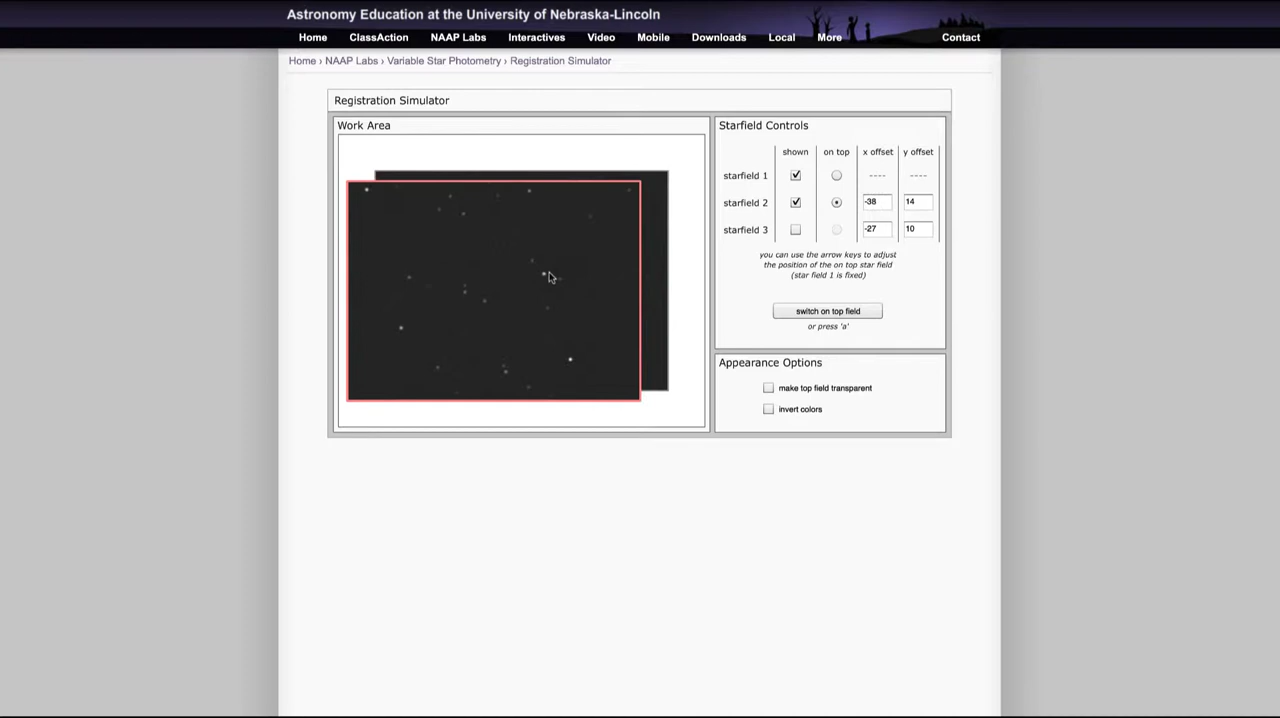 Astronomy Education at the University of Nebraska-Lincoln
Home ClassAction NAAP Labs Interactives Video Mobile Downloads Local More Contact
Home › NAAP Labs › Variable Star Photometry › Registration Simulator
Registration Simulator
Work Area
Starfield Controls
shown on top x offset y offset
starfield 1 ---- ----
starfield 2 -38 14
starfield 3 -27 10
you can use the arrow keys to adjust
the position of the on top star field
(star field 1 is fixed)
switch on top field
or press 'a'
Appearance Options
make top field transparent
invert colors